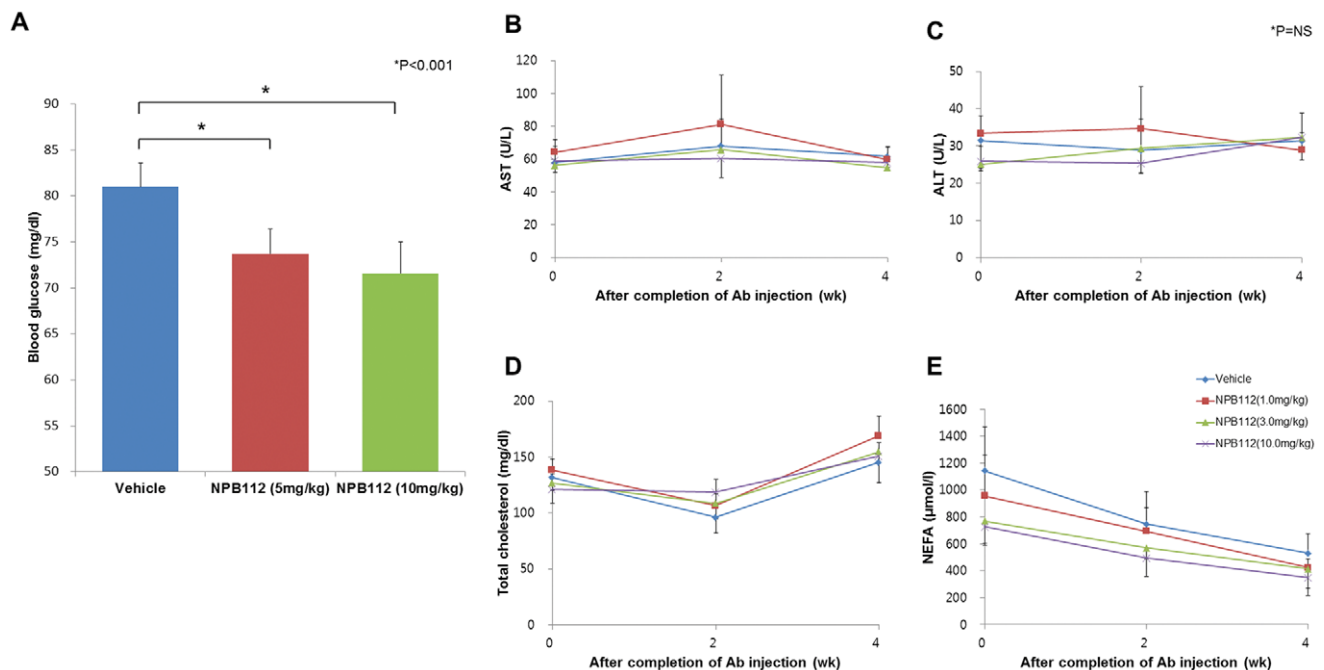 A
*P<0.001
90
85
80
75
70
65
60
55
50
Blood glucose (mg/dl)
*
*
Vehicle
NPB112 (5mg/kg)
NPB112 (10mg/kg)
B
120
100
80
60
40
20
0
AST (U/L)
0
2
4
After completion of Ab injection (wk)
C
*P=NS
50
40
30
20
10
0
ALT (U/L)
0
2
4
After completion of Ab injection (wk)
D
200
150
100
50
0
Total cholesterol (mg/dl)
0
2
4
After completion of Ab injection (wk)
E
Vehicle
NPB112(1.0mg/kg)
NPB112(3.0mg/kg)
NPB112(10.0mg/kg)
1600
1400
1200
1000
800
600
400
200
0
NEFA (μmol/l)
0
2
4
After completion of Ab injection (wk)